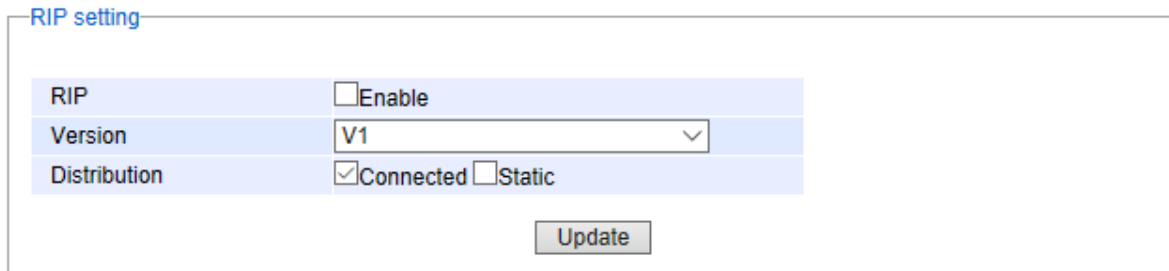 RIP setting
RIP Enable
Version V1
Distribution Connected Static
Update